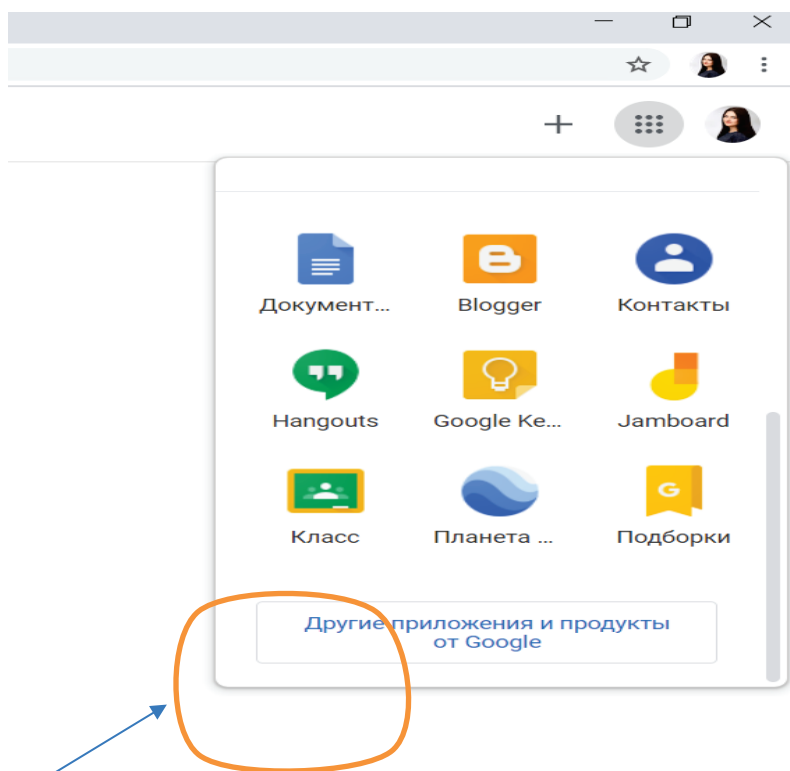 Документ...
Blogger
Контакты
Hangouts
Google Ke...
Jamboard
G
Класс
Планета ...
Подборки
Другие приложения и продукты
от Google